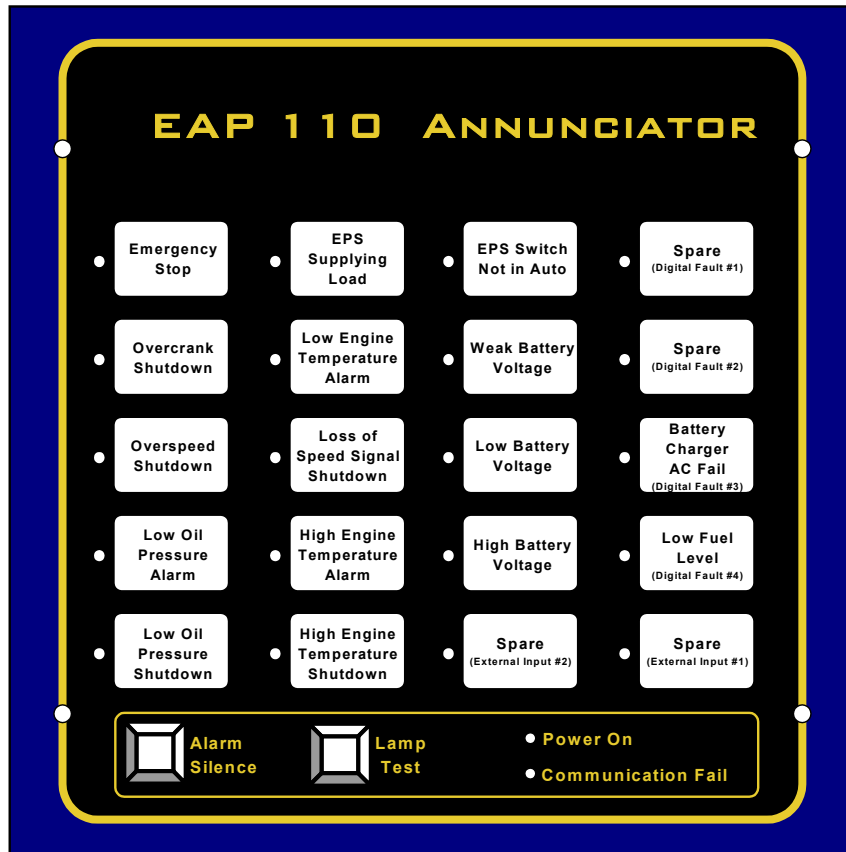 EAP 110 ANNUNCIATOR
Emergency
Stop
EPS
Supplying
Load
EPS Switch
Not in Auto
Spare
(Digital Fault #1)
Overcrank
Shutdown
Low Engine
Temperature
Alarm
Weak Battery
Voltage
Spare
(Digital Fault #2)
Overspeed
Shutdown
Loss of
Speed Signal
Shutdown
Low Battery
Voltage
Battery
Charger
AC Fail
(Digital Fault #3)
Low Oil
Pressure
Alarm
High Engine
Temperature
Alarm
High Battery
Voltage
Low Fuel
Level
(Digital Fault #4)
Low Oil
Pressure
Shutdown
High Engine
Temperature
Shutdown
Spare
(External Input #2)
Spare
(External Input #1)
Alarm
Silence
Lamp
Test
Power On
Communication Fail